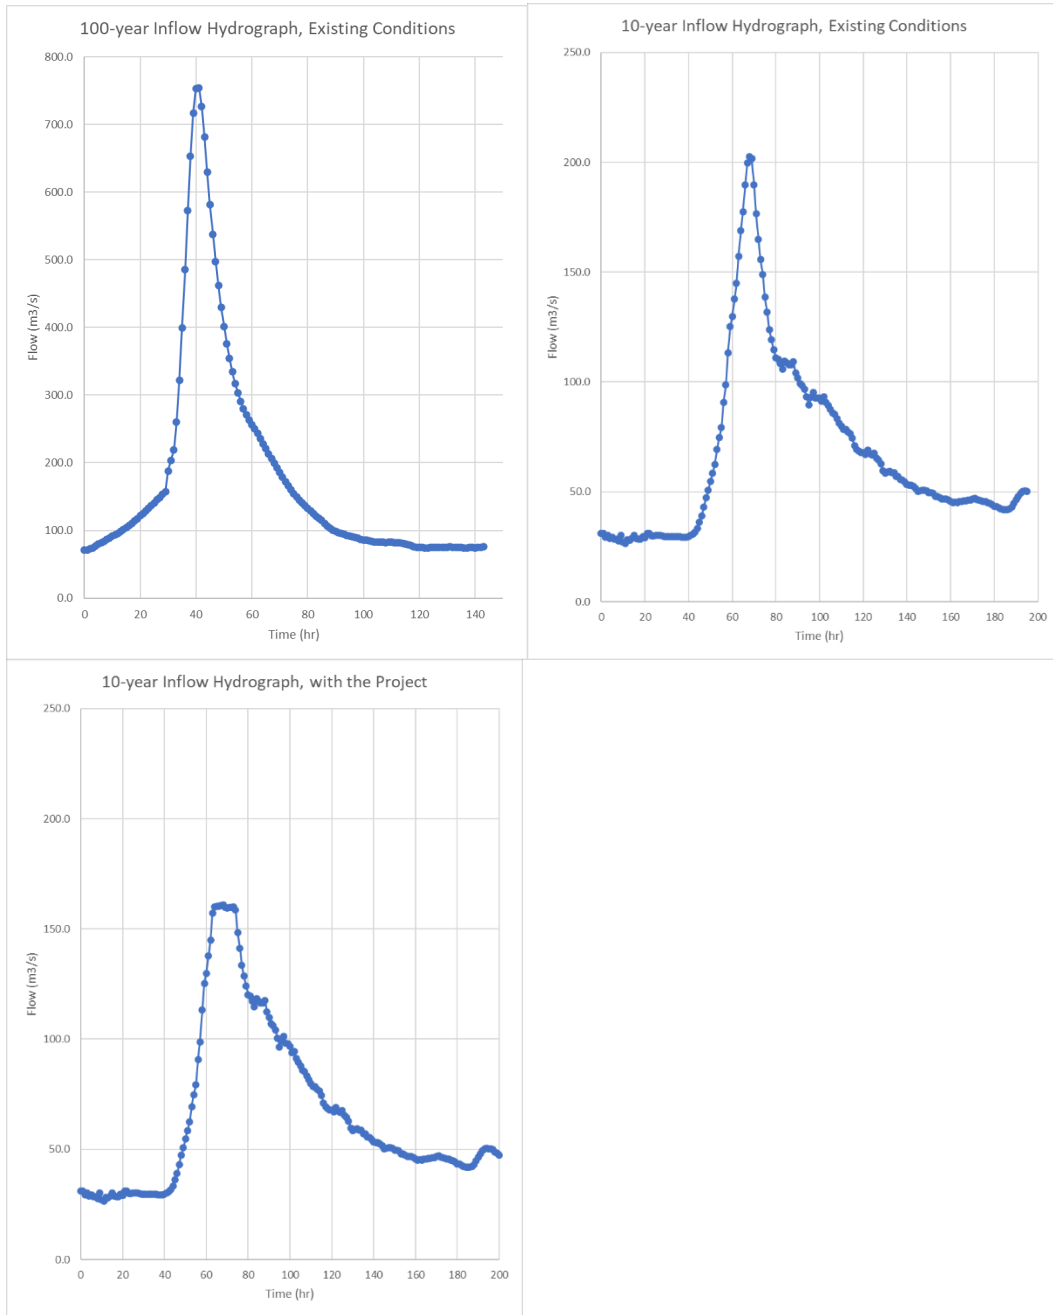 100-year Inflow Hydrograph, Existing Conditions
800.0
700.0
600.0
500.0
400.0
300.0
200.0
100.0
0.0
Flow (m3/s)
0 20 40 60 80 100 120 140
Time (hr)
10-year Inflow Hydrograph, Existing Conditions
250.0
200.0
150.0
100.0
50.0
0.0
Flow (m3/s)
0 20 40 60 80 100 120 140 160 180 200
Time (hr)
10-year Inflow Hydrograph, with the Project
250.0
200.0
150.0
100.0
50.0
0.0
Flow (m3/s)
0 20 40 60 80 100 120 140 160 180 200
Time (hr)